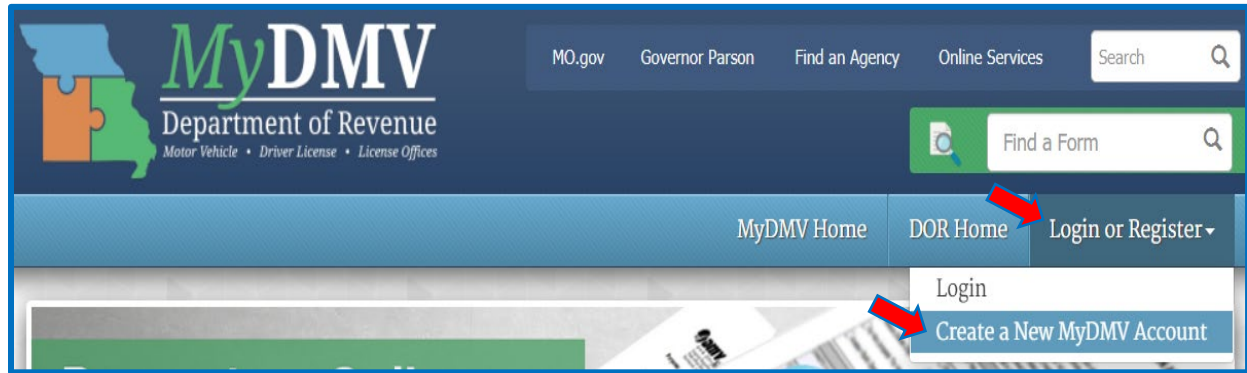 MyDMV
Department of Revenue
Motor Vehicle • Driver License • License Offices
MO.gov Governor Parson Find an Agency Online Services Search
Find a Form
MyDMV Home DOR Home Login or Register
Login
Create a New MyDMV Account